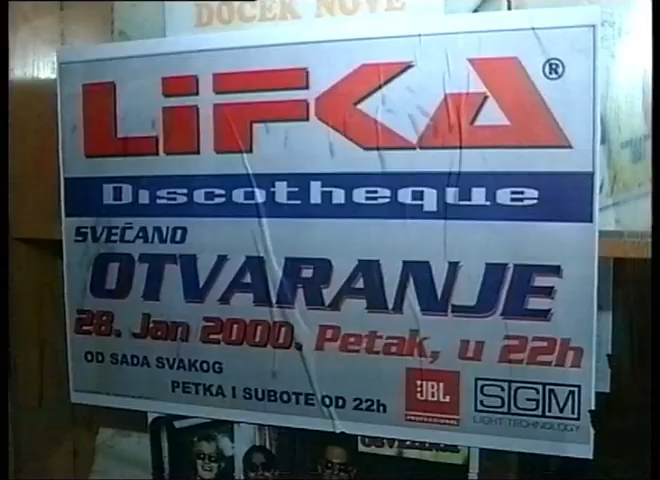 DOČEK NOVE
LIFKA®
Discotheque
SVEČANO
OTVARANJE
28. Jan 2000. Petak, u 22h
OD SADA SVAKOG
PETKA I SUBOTE OD 22h
JBL
PROFESSIONAL
SGM
LIGHT TECHNOLOGY